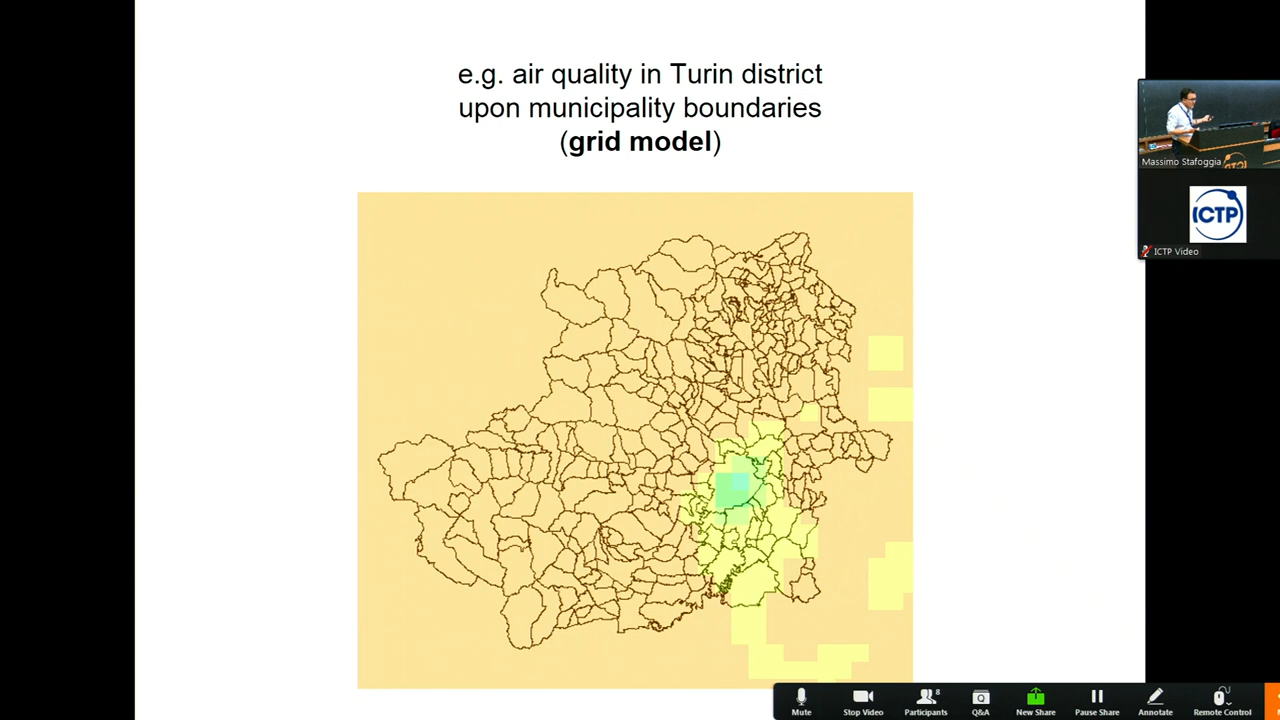 e.g. air quality in Turin district
upon municipality boundaries
(grid model)
Massimo Stafoggia
ICTP
ICTP Video
Mute
Stop Video
Participants
8
Q&A
New Share
Pause Share
Annotate
Remote Control